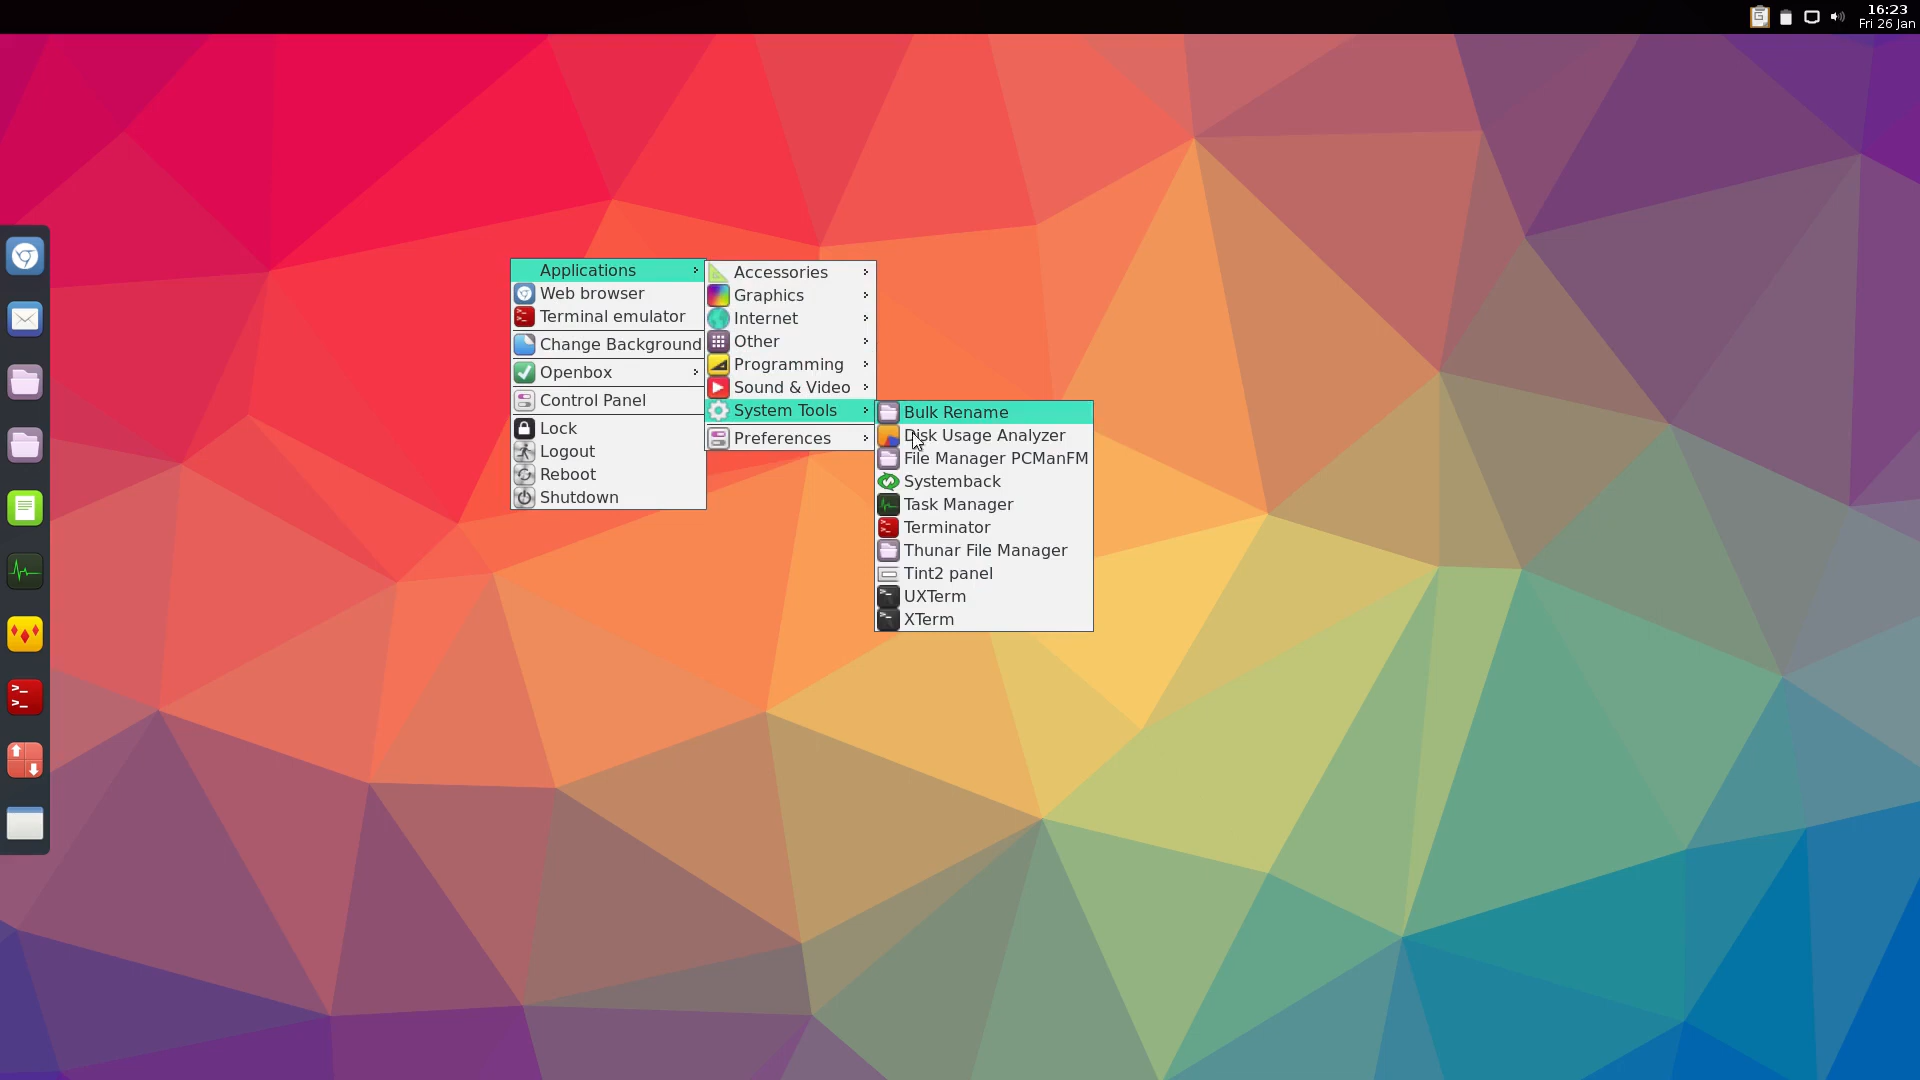 16:23
Fri 26 Jan
Applications
Web browser
Terminal emulator
Change Background
Openbox
Control Panel
Lock
Logout
Reboot
Shutdown
Accessories
Graphics
Internet
Other
Programming
Sound & Video
System Tools
Preferences
Bulk Rename
Disk Usage Analyzer
File Manager PCManFM
Systemback
Task Manager
Terminator
Thunar File Manager
Tint2 panel
UXTerm
XTerm